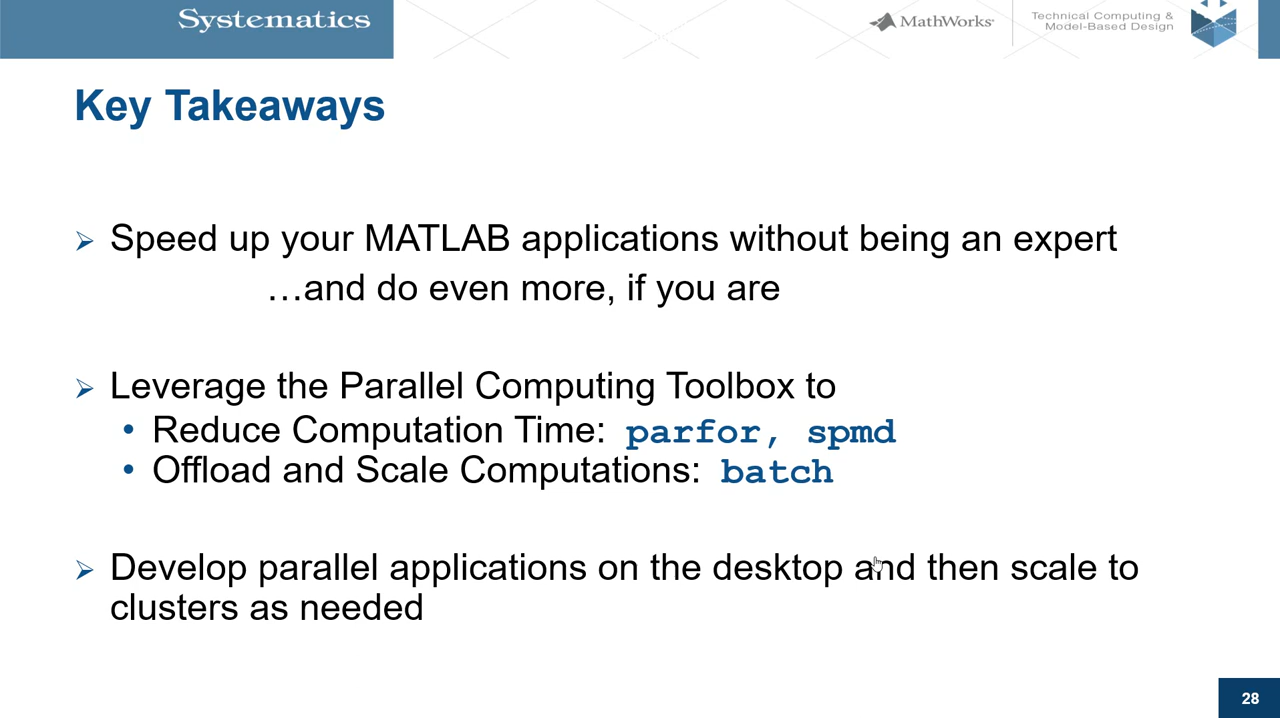 Systematics
MathWorks®
Technical Computing &
Model-Based Design
Key Takeaways
➢ Speed up your MATLAB applications without being an expert
…and do even more, if you are
➢ Leverage the Parallel Computing Toolbox to
• Reduce Computation Time: parfor, spmd
• Offload and Scale Computations: batch
➢ Develop parallel applications on the desktop and then scale to
clusters as needed
28